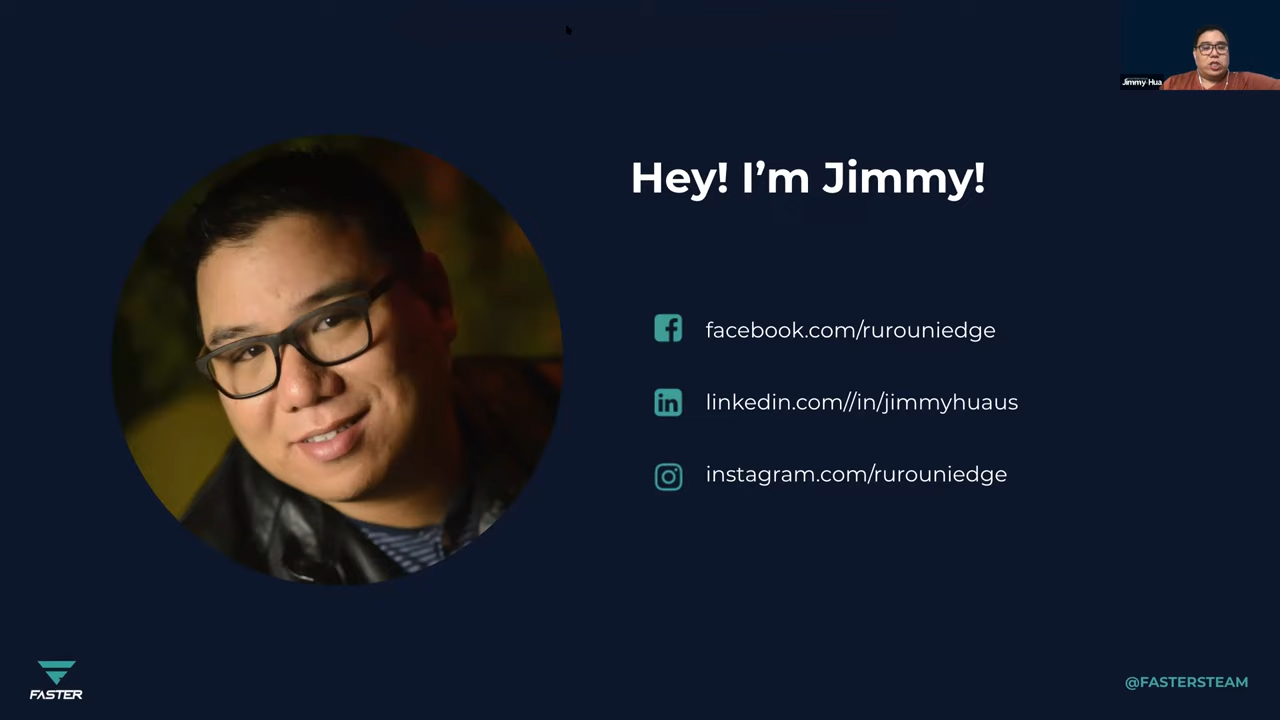 Jimmy Hua
Hey! I’m Jimmy!
facebook.com/rurouniedge
linkedin.com//in/jimmyhuaus
instagram.com/rurouniedge
FASTER
@FASTERSTEAM